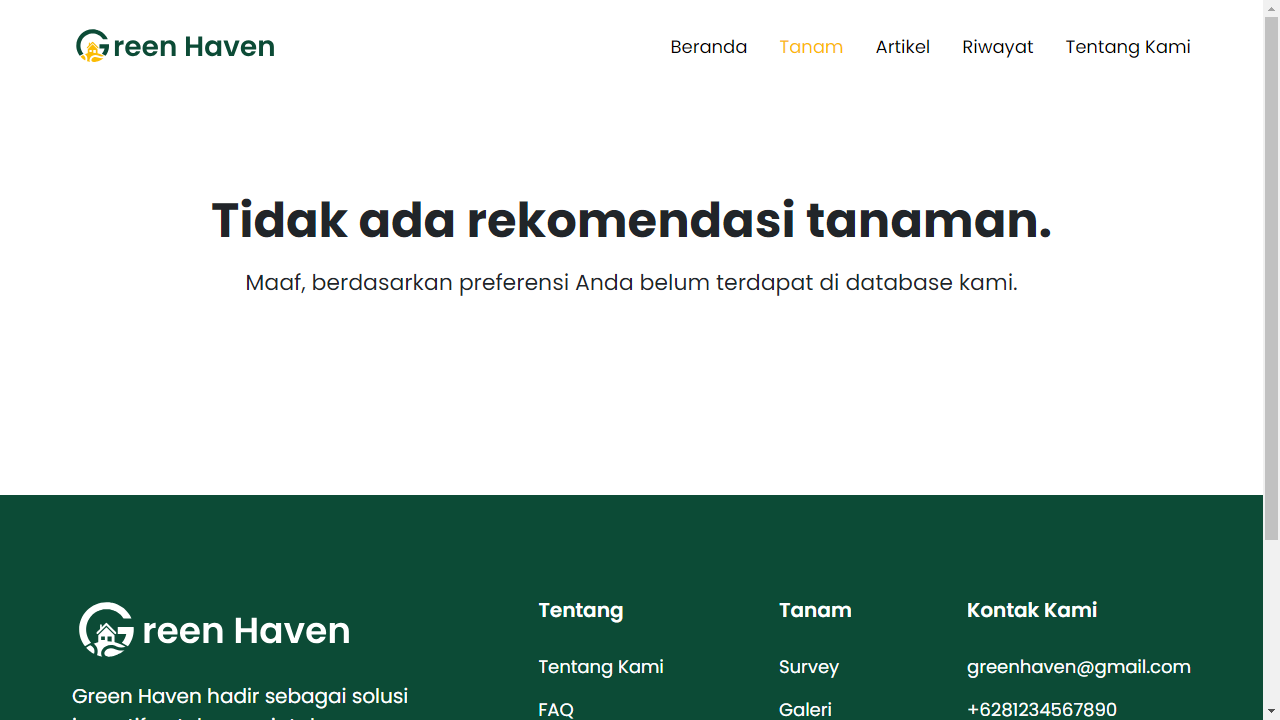 Green Haven
Beranda Tanam Artikel Riwayat Tentang Kami
Tidak ada rekomendasi tanaman.
Maaf, berdasarkan preferensi Anda belum terdapat di database kami.
Green Haven
Green Haven hadir sebagai solusi
Tentang
Tentang Kami
FAQ
Tanam
Survey
Galeri
Kontak Kami
greenhaven@gmail.com
+6281234567890